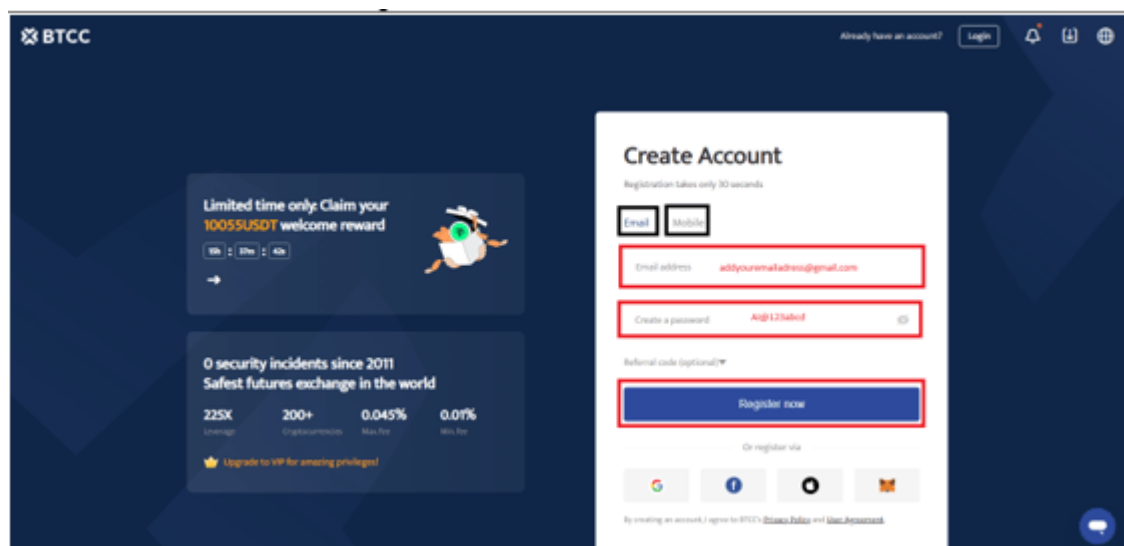 BTCC
Already have an account? Login
Limited time only: Claim your
10055USDT welcome reward
15h : 37m : 42s
0 security incidents since 2011
Safest futures exchange in the world
225X 200+ 0.045% 0.01%
Leverage Cryptocurrencies Max Fee Min Fee
Upgrade to VIP for amazing privileges!
Create Account
Registration takes only 30 seconds
Email Mobile
Email address addyouremailadress@gmail.com
Create a password
Referral code (optional)
Register now
Or register via
By creating an account, I agree to BTCC's Privacy Policy and User Agreement.